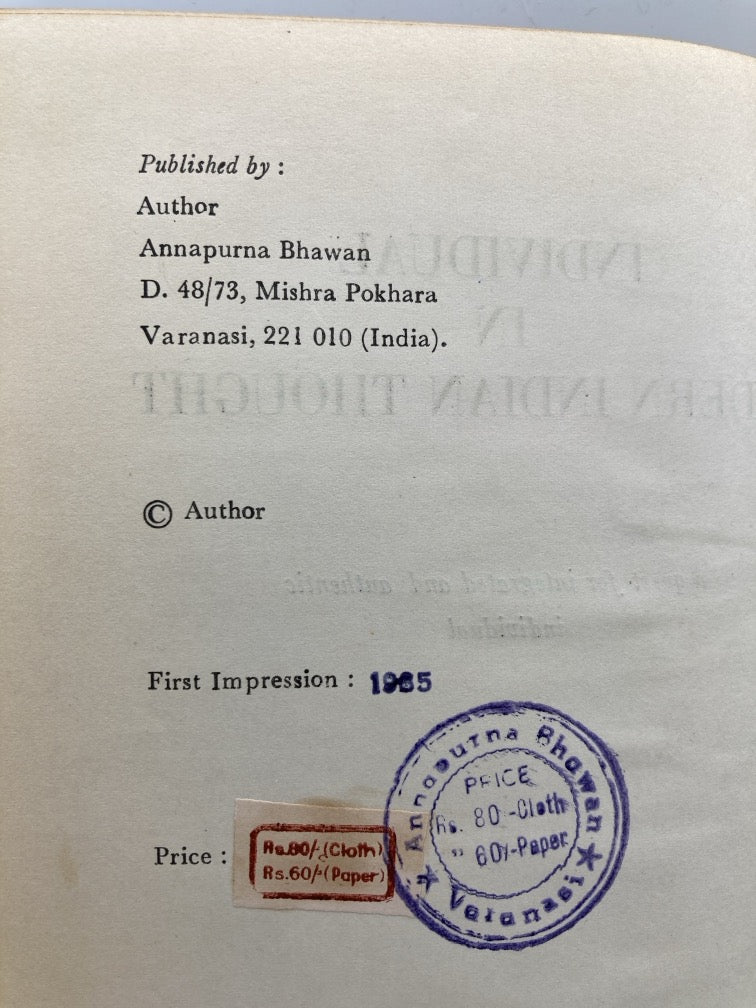 Published by :
Author
Annapurna Bhawan
D. 48/73, Mishra Pokhara
Varanasi, 221 010 (India).
© Author
First Impression :
Price :
Rs.80/-(Cloth)
Rs.60/-(Paper)
Annapurna Bhawan
PRICE
Rs. 80 -Cloth
" 60/-Paper
Varanasi